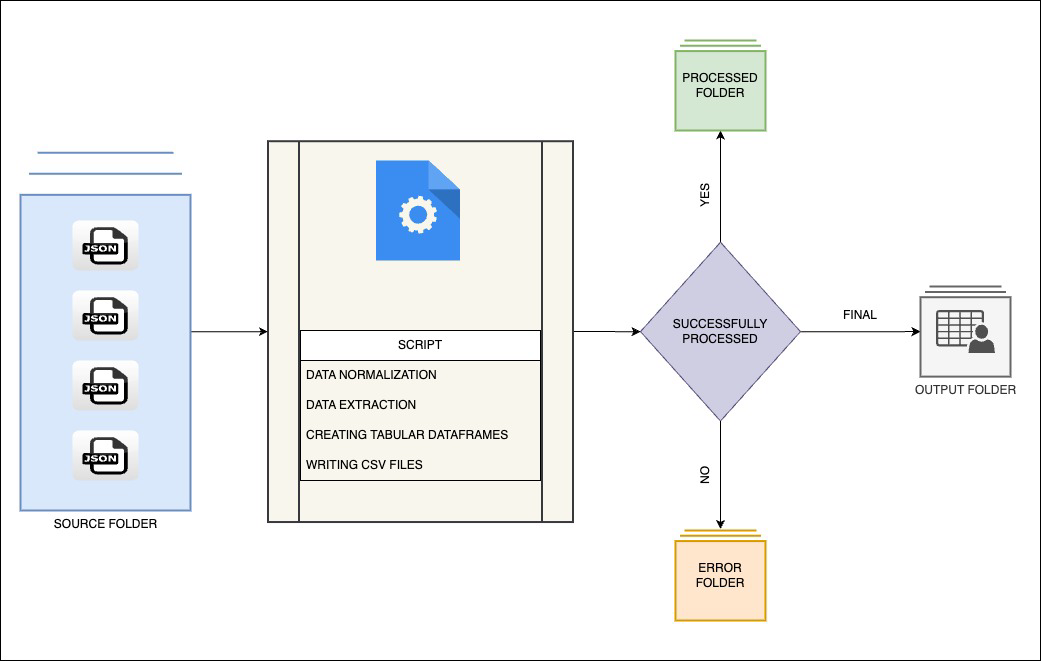 JSON
JSON
JSON
JSON
SOURCE FOLDER
SCRIPT
DATA NORMALIZATION
DATA EXTRACTION
CREATING TABULAR DATAFRAMES
WRITING CSV FILES
SUCCESSFULLY
PROCESSED
YES
PROCESSED
FOLDER
NO
ERROR
FOLDER
FINAL
OUTPUT FOLDER